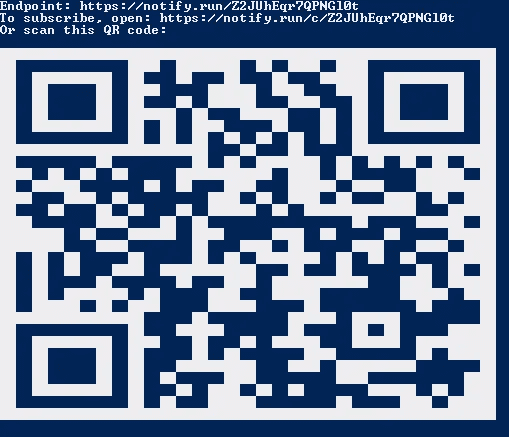 Endpoint: https://notify.run/Z2JUhEqr7QPNGl0t
To subscribe, open: https://notify.run/c/Z2JUhEqr7QPNGl0t
Or scan this QR code: